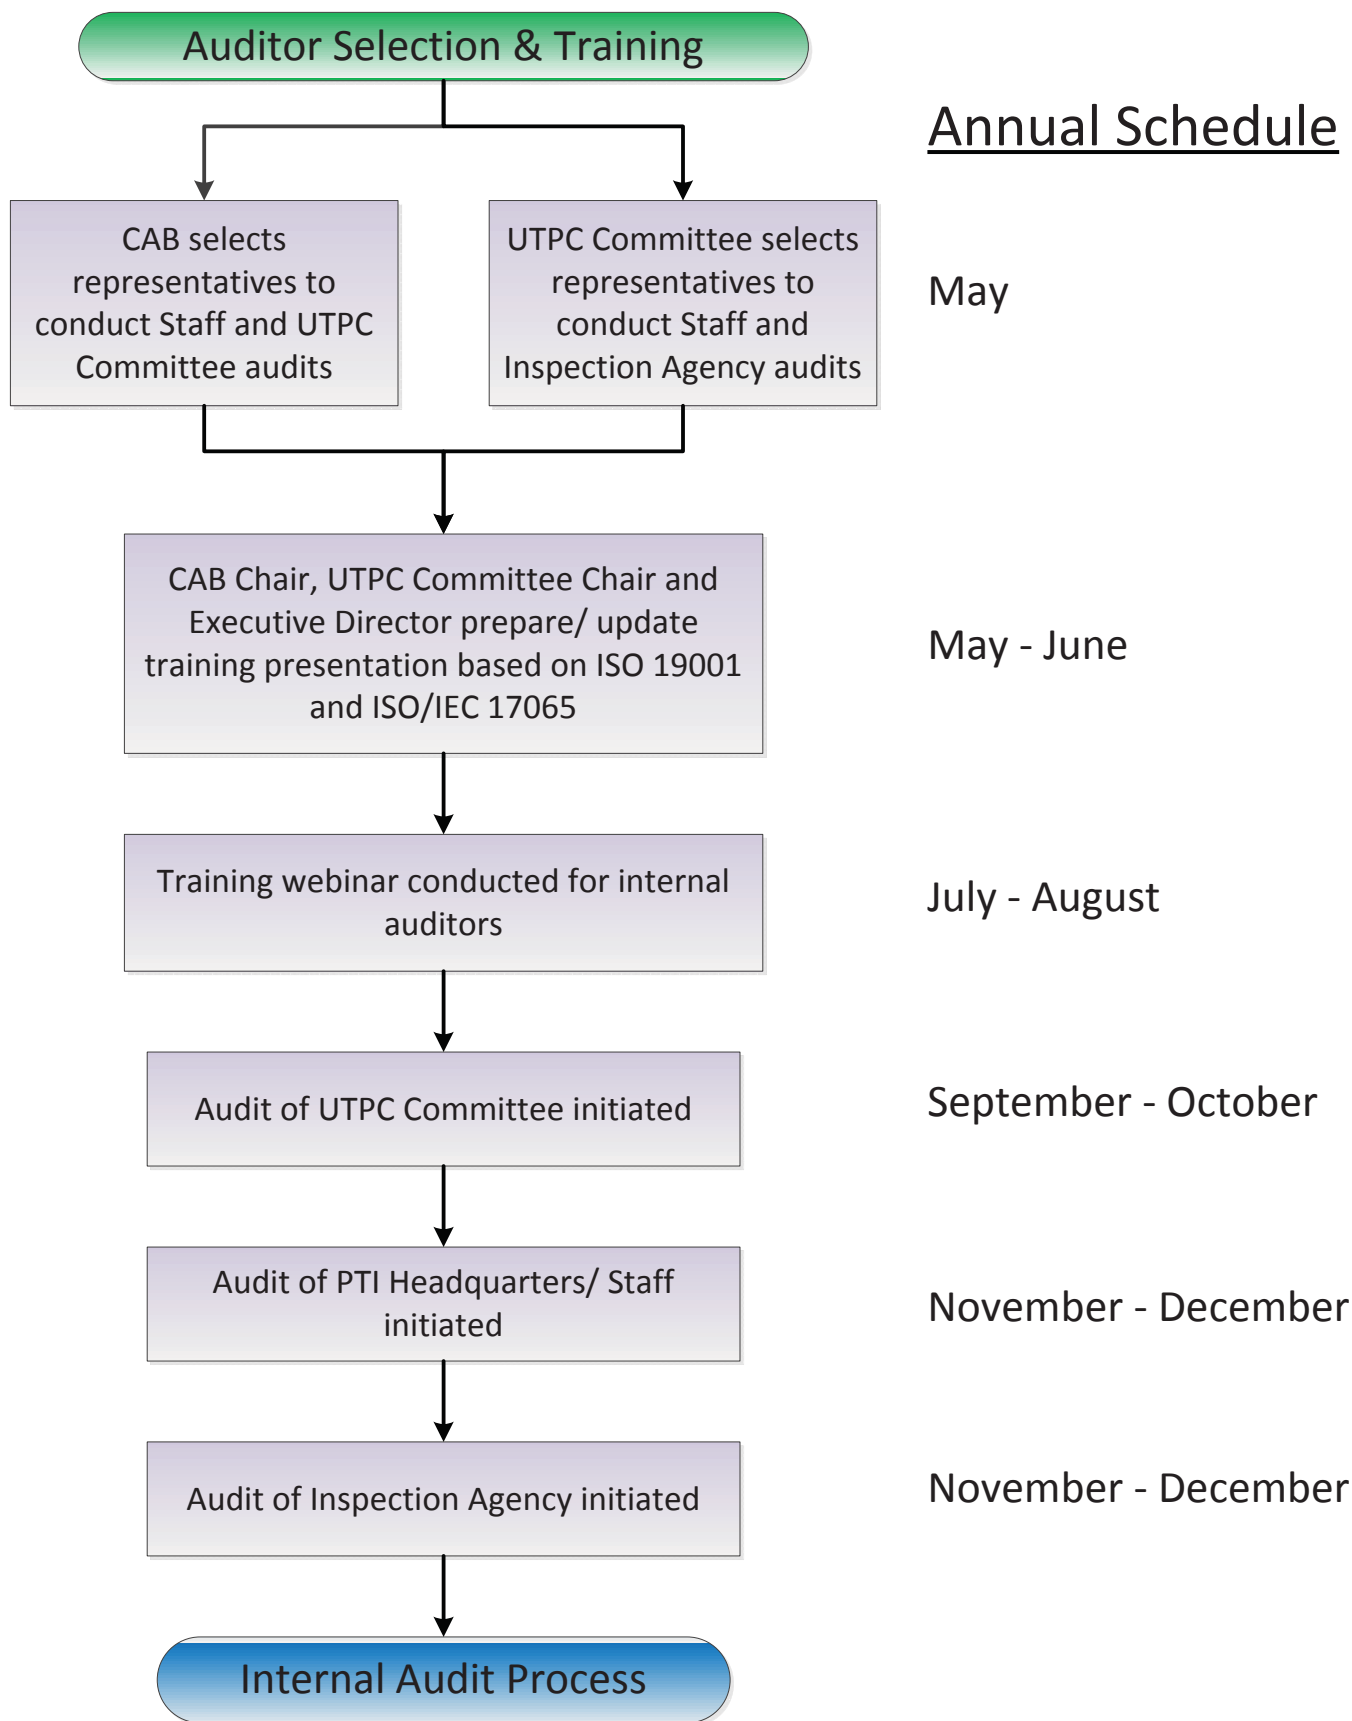 Auditor Selection & Training
Annual Schedule
CAB selects
representatives to
conduct Staff and UTPC
Committee audits
UTPC Committee selects
representatives to
conduct Staff and
Inspection Agency audits
May
CAB Chair, UTPC Committee Chair and
Executive Director prepare/ update
training presentation based on ISO 19001
and ISO/IEC 17065
May - June
Training webinar conducted for internal
auditors
July - August
Audit of UTPC Committee initiated
September - October
Audit of PTI Headquarters/ Staff
initiated
November - December
Audit of Inspection Agency initiated
November - December
Internal Audit Process